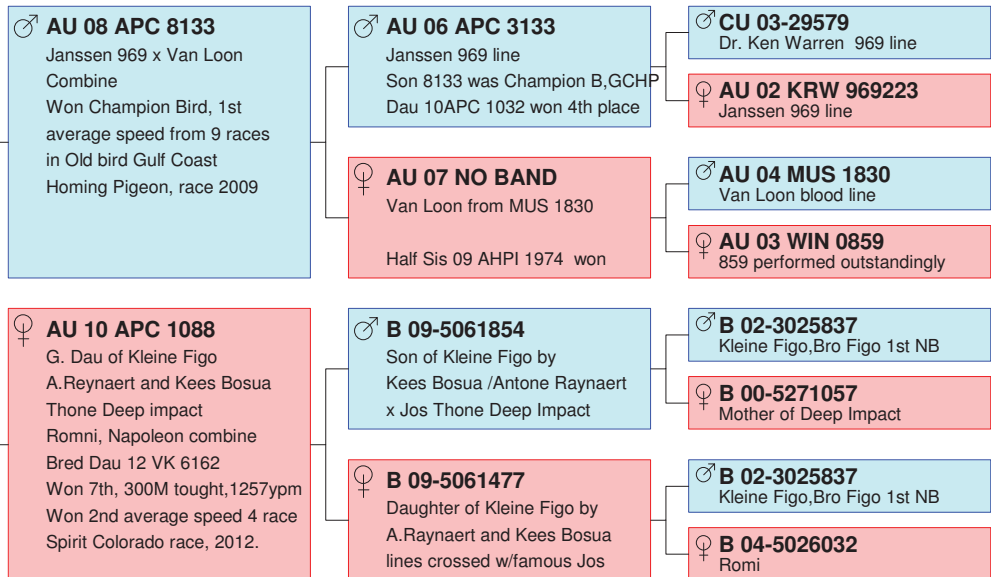 AU 08 APC 8133
Janssen 969 x Van Loon
Combine
Won Champion Bird, 1st
average speed from 9 races
in Old bird Gulf Coast
Homing Pigeon, race 2009
AU 10 APC 1088
G. Dau of Kleine Figo
A.Reynaert and Kees Bosua
Thone Deep impact
Romni, Napoleon combine
Bred Dau 12 VK 6162
Won 7th, 300M tought,1257ypm
Won 2nd average speed 4 race
Spirit Colorado race, 2012.
AU 06 APC 3133
Janssen 969 line
Son 8133 was Champion B,GCHP
Dau 10APC 1032 won 4th place
AU 07 NO BAND
Van Loon from MUS 1830
Half Sis 09 AHPI 1974 won
B 09-5061854
Son of Kleine Figo by
Kees Bosua /Antone Raynaert
x Jos Thone Deep Impact
B 09-5061477
Daughter of Kleine Figo by
A.Raynaert and Kees Bosua
lines crossed w/famous Jos
CU 03-29579
Dr. Ken Warren 969 line
AU 02 KRW 969223
Janssen 969 line
AU 04 MUS 1830
Van Loon blood line
AU 03 WIN 0859
859 performed outstandingly
B 02-3025837
Kleine Figo,Bro Figo 1st NB
B 00-5271057
Mother of Deep Impact
B 02-3025837
Kleine Figo,Bro Figo 1st NB
B 04-5026032
Romi